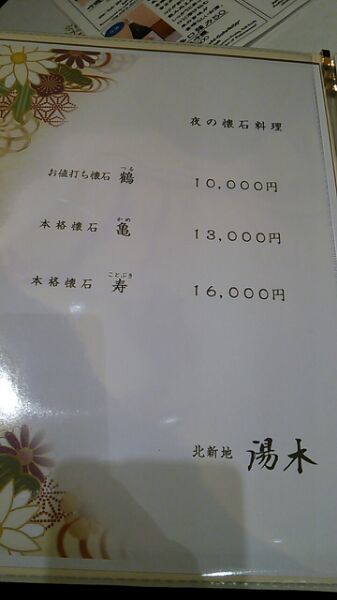 夜の懐石料理
お値打ち懐石 鶴 つる 10,000円
本格懐石 亀 かめ 13,000円
本格懐石 寿 ことぶき 16,000円
北新地 湯木